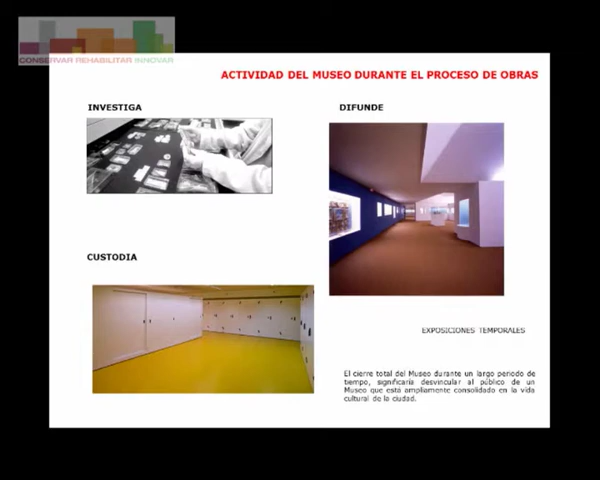 CONSERVAR REHABILITAR INNOVAR
ACTIVIDAD DEL MUSEO DURANTE EL PROCESO DE OBRAS
INVESTIGA
DIFUNDE
CUSTODIA
EXPOSICIONES TEMPORALES
El cierre total del Museo durante un largo periodo de
tiempo, significaría desvincular al público de un
Museo que está ampliamente consolidado en la vida
cultural de la ciudad.